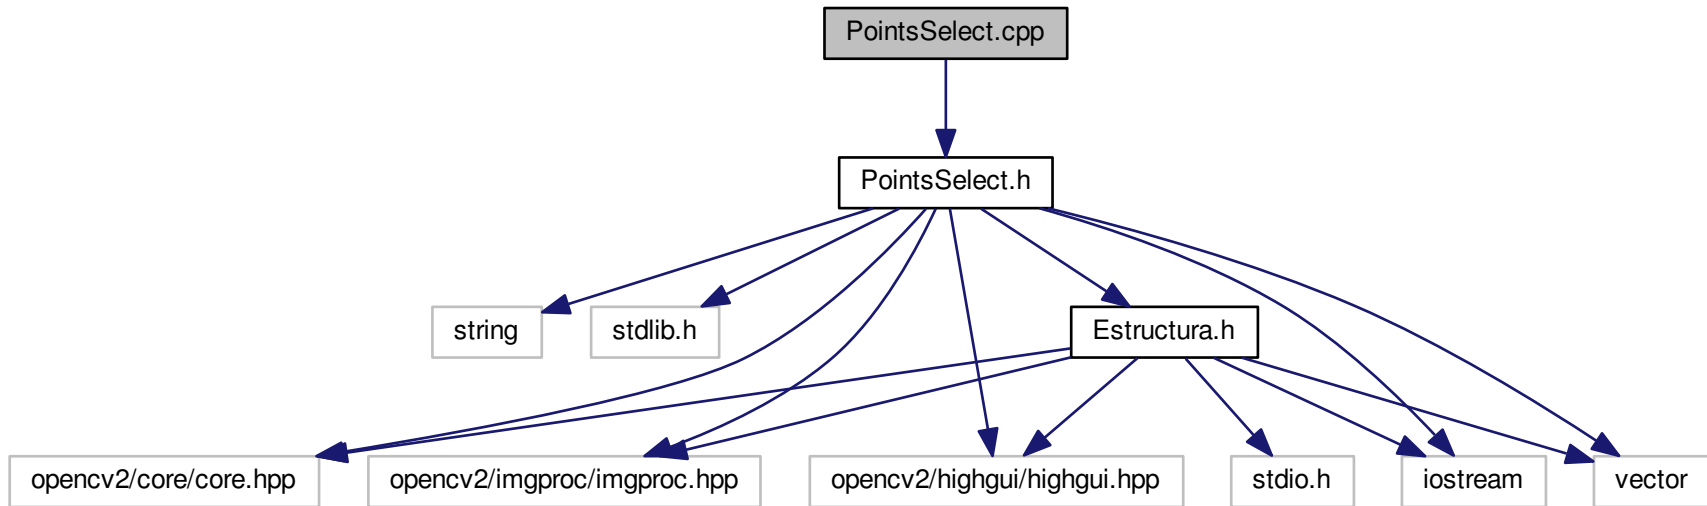 PointsSelect.cpp
PointsSelect.h
string
stdlib.h
Estructura.h
opencv2/core/core.hpp
opencv2/imgproc/imgproc.hpp
opencv2/highgui/highgui.hpp
stdio.h
iostream
vector